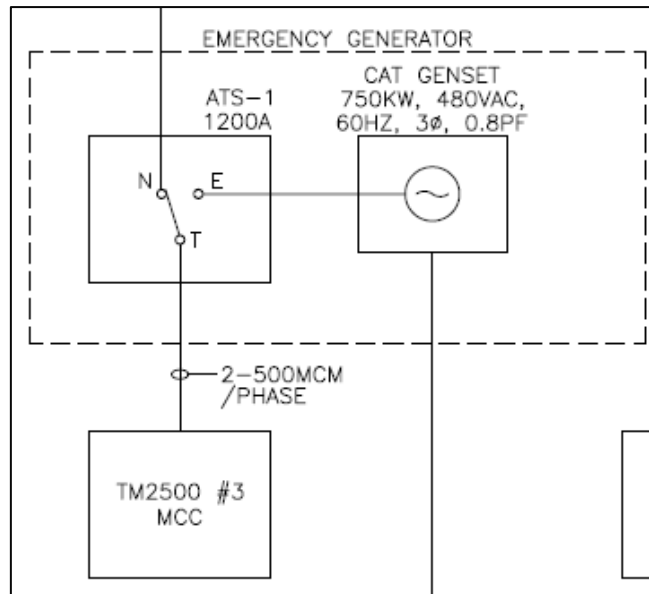 EMERGENCY GENERATOR
ATS-1
1200A
CAT GENSET
750KW, 480VAC,
60HZ, 3ø, 0.8PF
N
E
T
2-500MCM
/PHASE
TM2500 #3
MCC